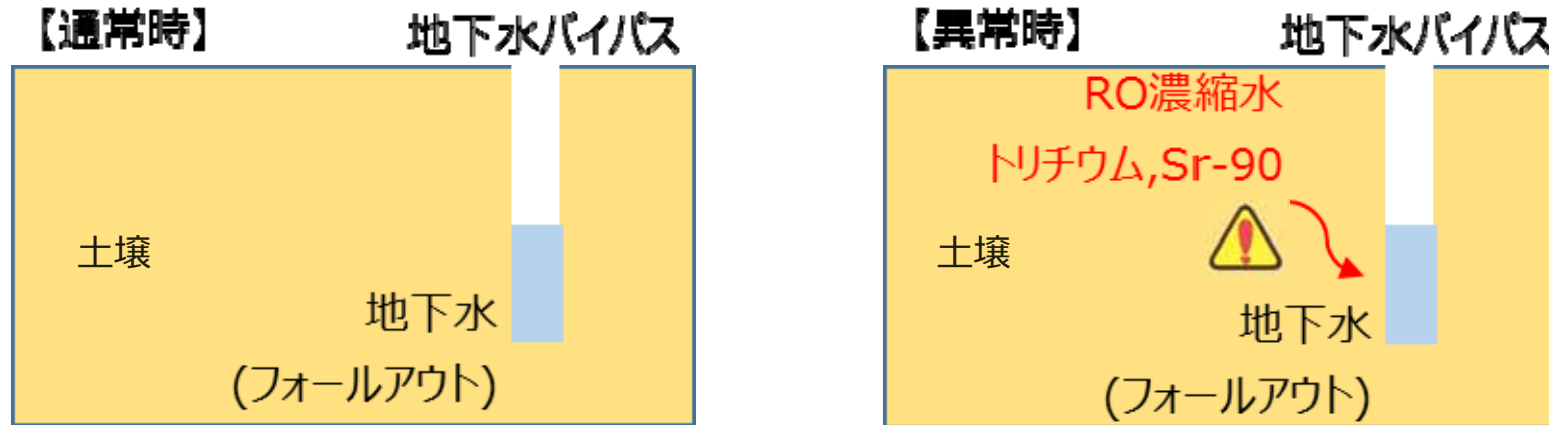 【通常時】
地下水バイパス
土壌
地下水
(フォールアウト)
【異常時】
地下水バイパス
RO濃縮水
トリチウム,Sr-90
土壌
地下水
(フォールアウト)